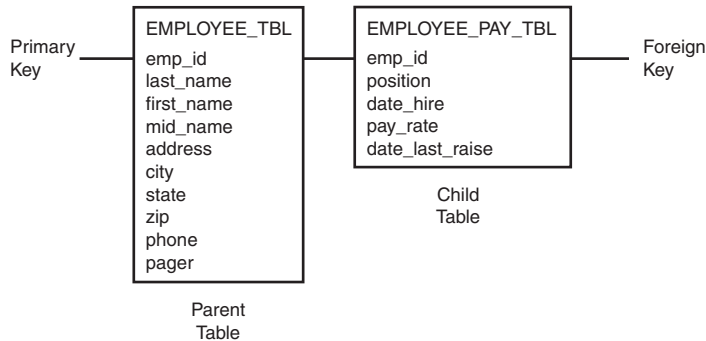 Primary
Key
EMPLOYEE_TBL
emp_id
last_name
first_name
mid_name
address
city
state
zip
phone
pager
Parent
Table
EMPLOYEE_PAY_TBL
emp_id
position
date_hire
pay_rate
date_last_raise
Child
Table
Foreign
Key